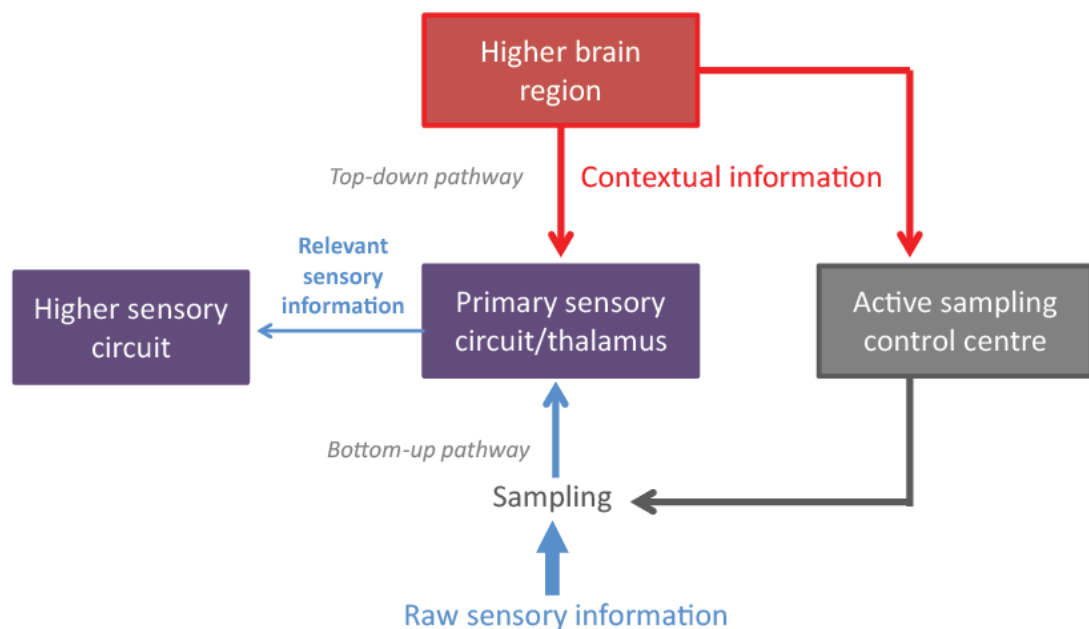 Higher brain
region
Top-down pathway
Contextual information
Relevant
sensory
information
Higher sensory
circuit
Primary sensory
circuit/thalamus
Active sampling
control centre
Bottom-up pathway
Sampling
Raw sensory information